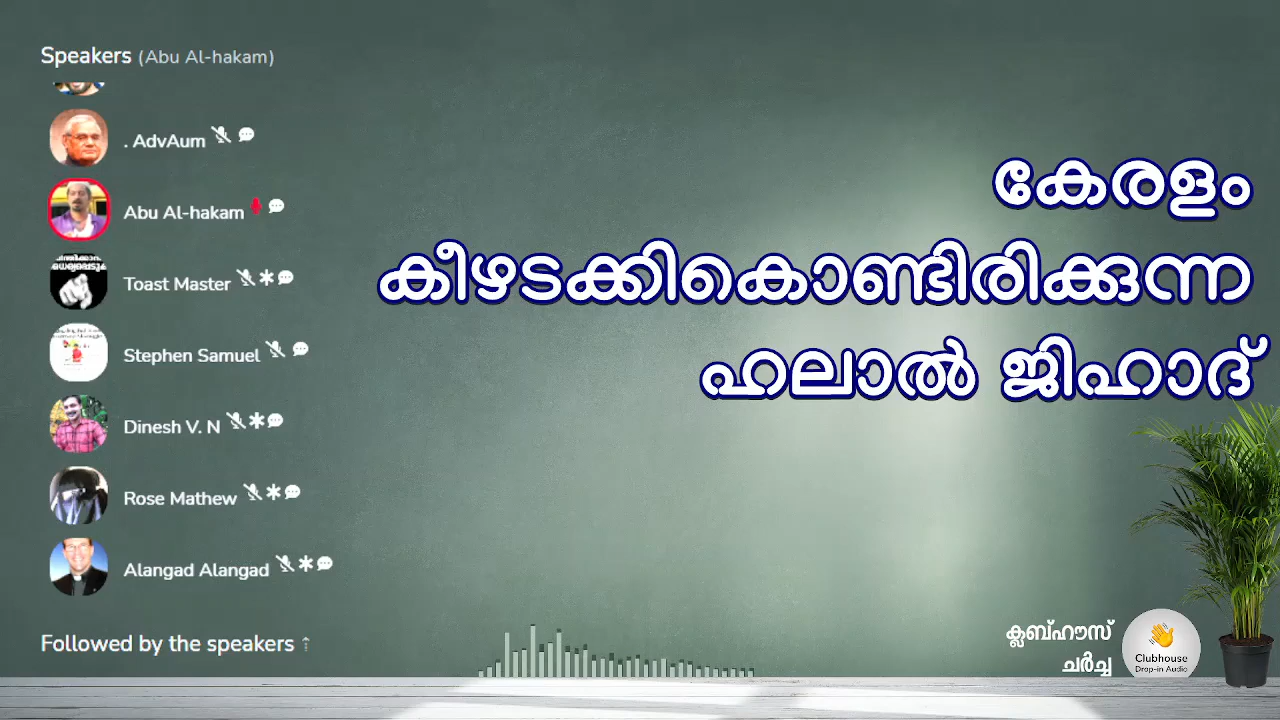 Speakers (Abu Al-hakam)
. AdvAum
Abu Al-hakam
Toast Master
Stephen Samuel
Dinesh V. N
Rose Mathew
Alangad Alangad
Followed by the speakers ↑
കേരളം
കീഴടക്കികൊണ്ടിരിക്കുന്ന
ഹലാൽ ജിഹാദ്
ക്ലബ്ഹൗസ്
ചർച്ച
Clubhouse
Drop-in Audio